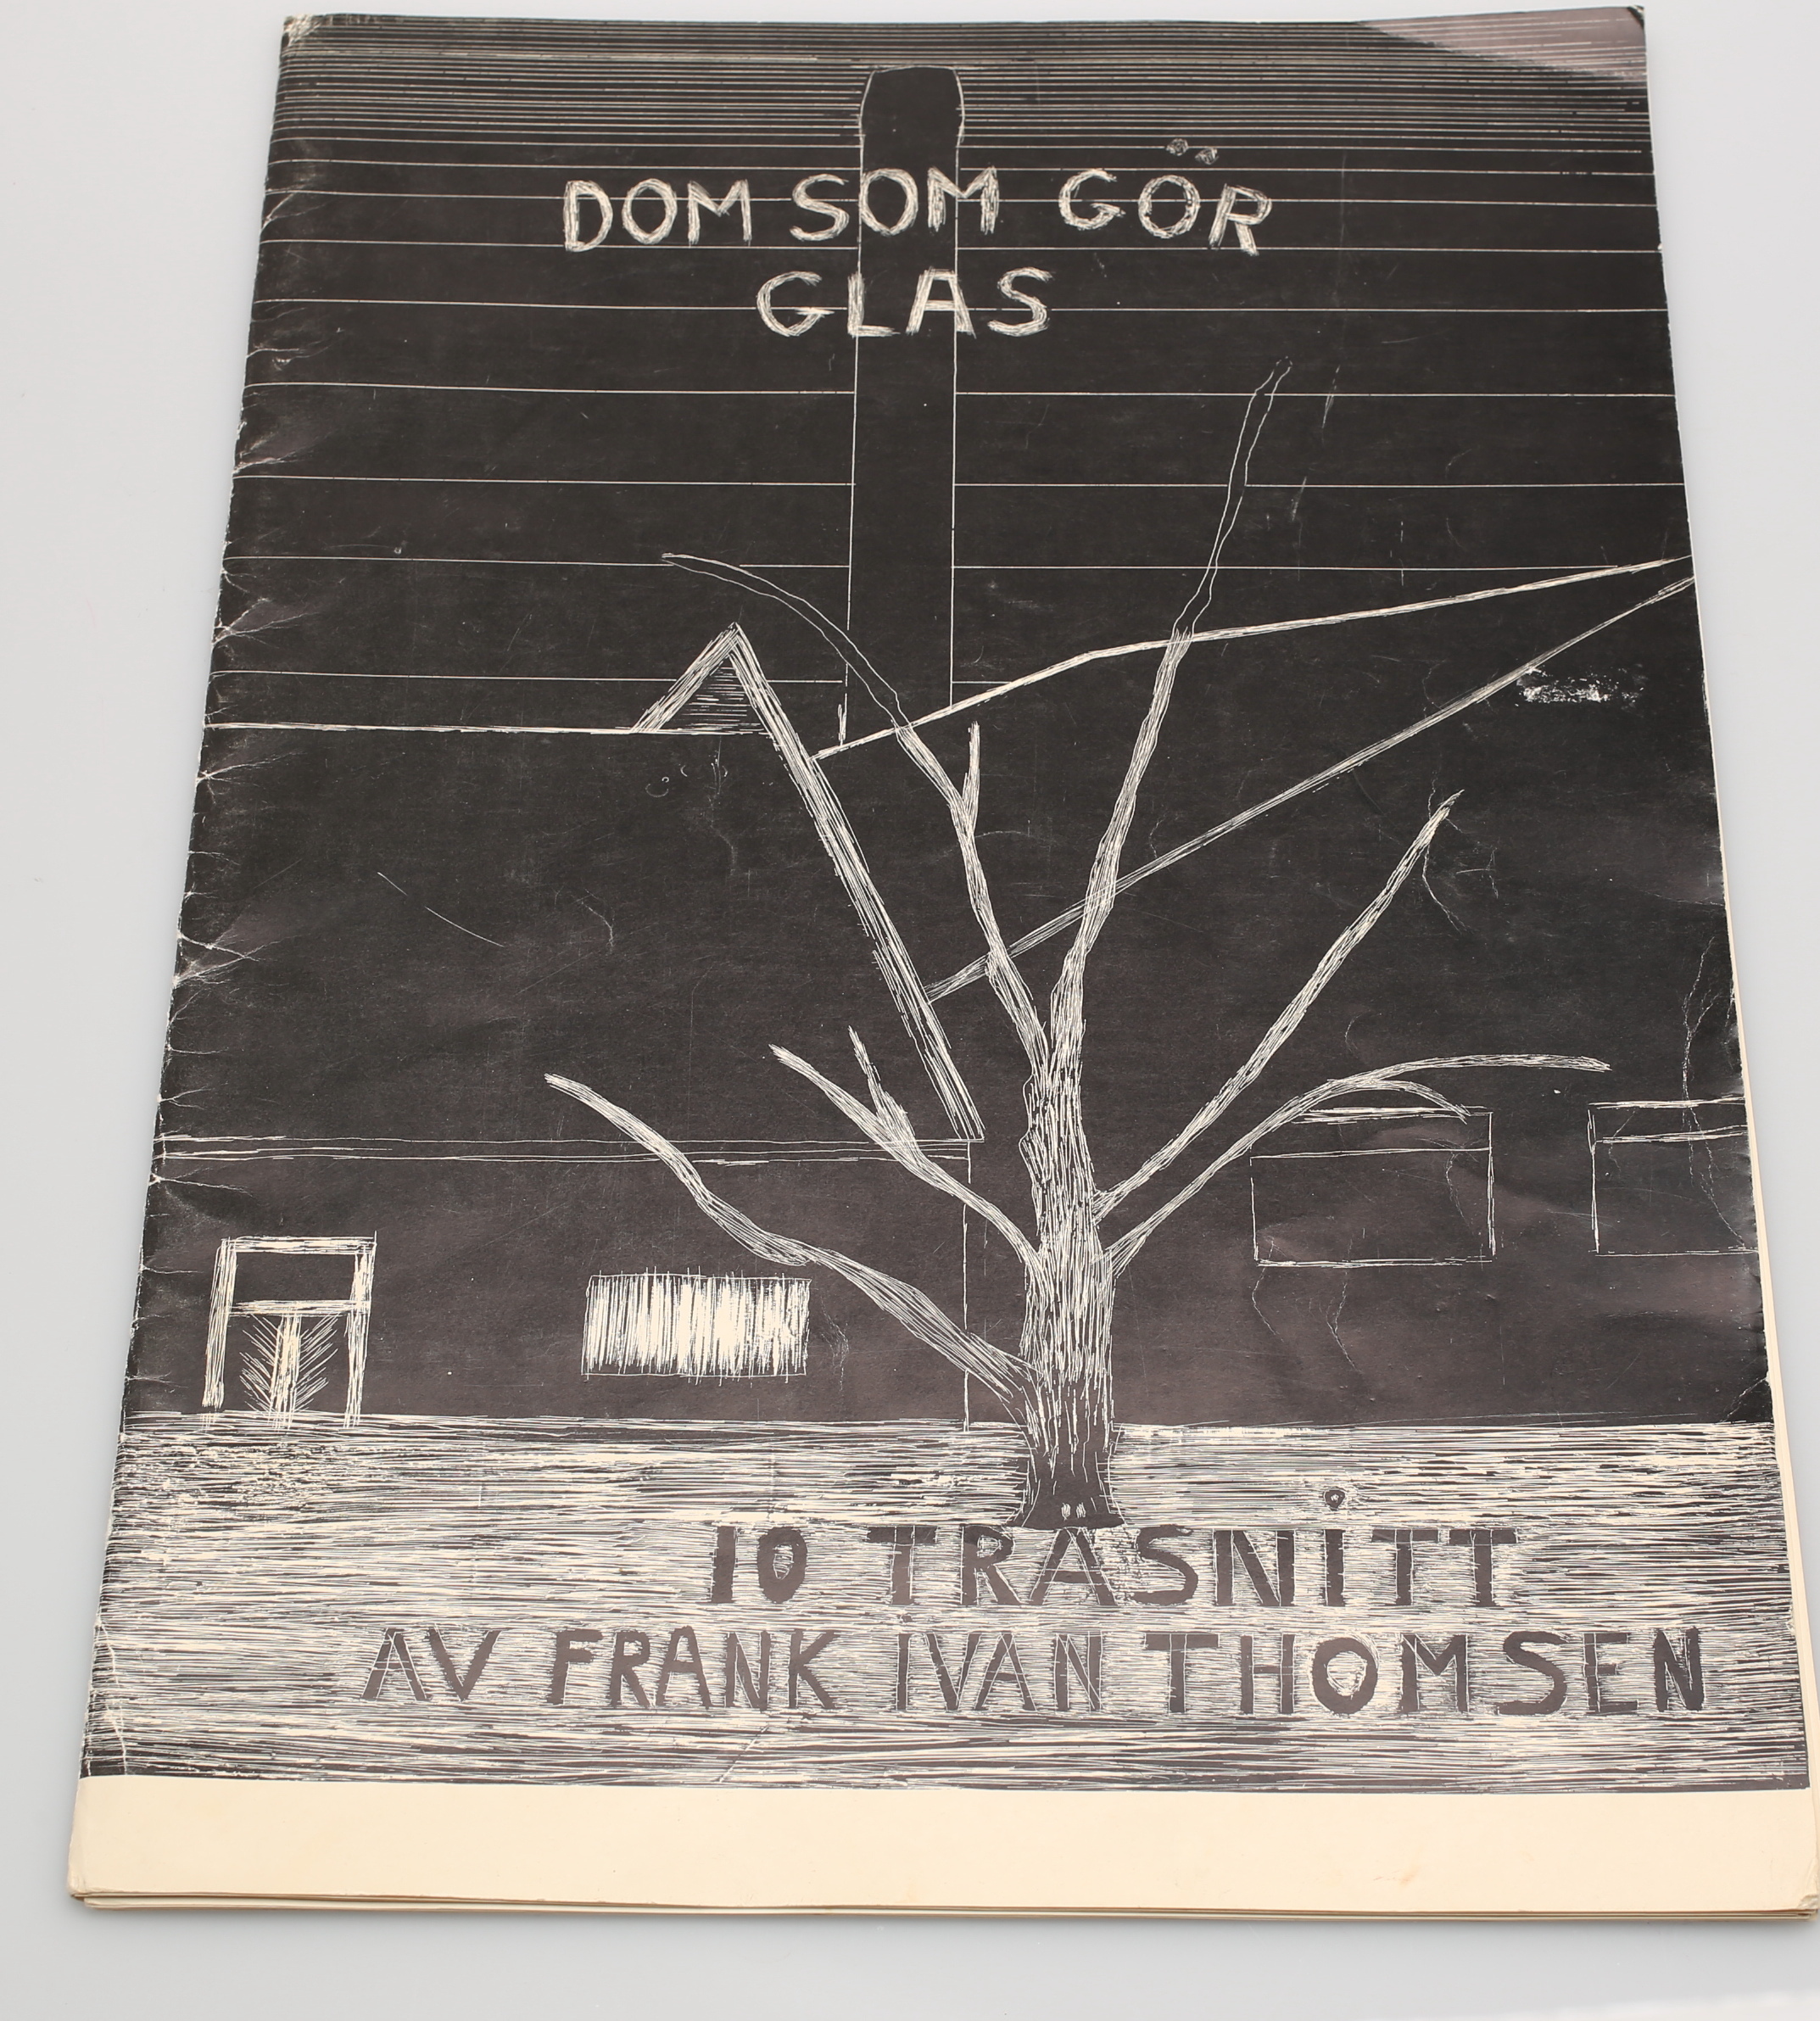 DOM SOM GÖR
GLAS
10 TRÄSNITT
AV FRANK IVAN THOMSEN